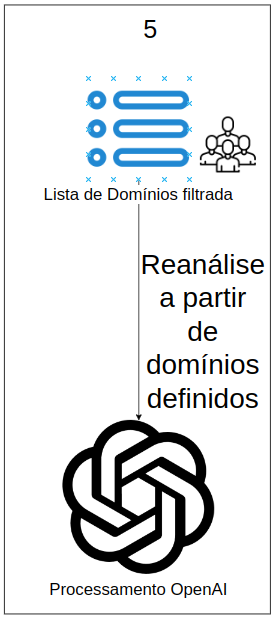 5
Lista de Domínios filtrada
Reanálise
a partir
de
domínios
definidos
Processamento OpenAI